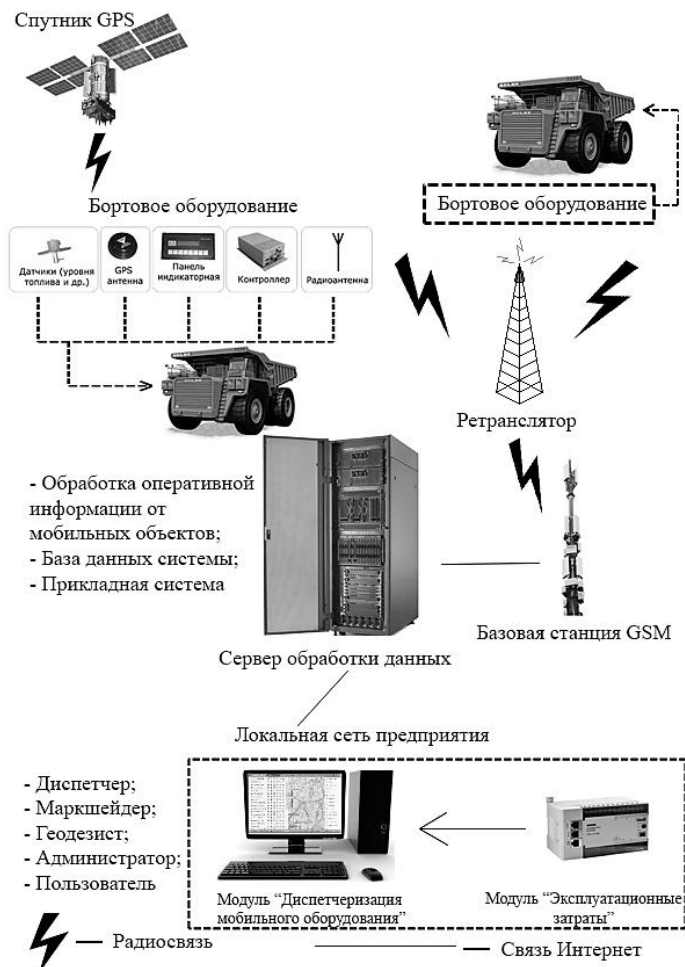 Спутник GPS
Бортовое оборудование
Датчики (уровня
топлива и др.)
GPS
антенна
Панель
индикаторная
Контроллер
Радиоантенна
Бортовое оборудование
Ретранслятор
- Обработка оперативной
информации от
мобильных объектов;
- База данных системы;
- Прикладная система
Базовая станция GSM
Сервер обработки данных
Локальная сеть предприятия
- Диспетчер;
- Маркшейдер;
- Геодезист;
- Администратор;
- Пользователь
Модуль “Диспетчеризация
мобильного оборудования”
Модуль “Эксплуатационные
затраты”
— Радиосвязь
— Связь Интернет